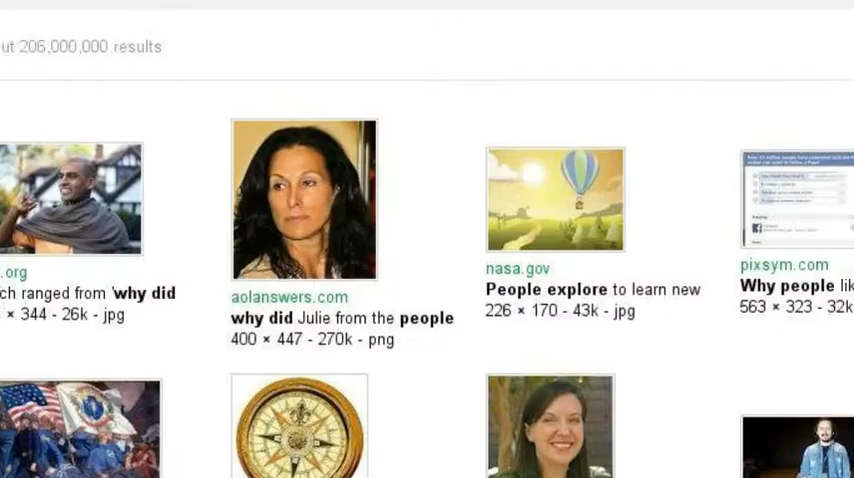 ut 206,000,000 results
.org
ch ranged from 'why did
× 344 - 26k - jpg
aolanswers.com
why did Julie from the people
400 × 447 - 270k - png
nasa.gov
People explore to learn new
226 × 170 - 43k - jpg
pixsym.com
Why people lik
563 × 323 - 32k